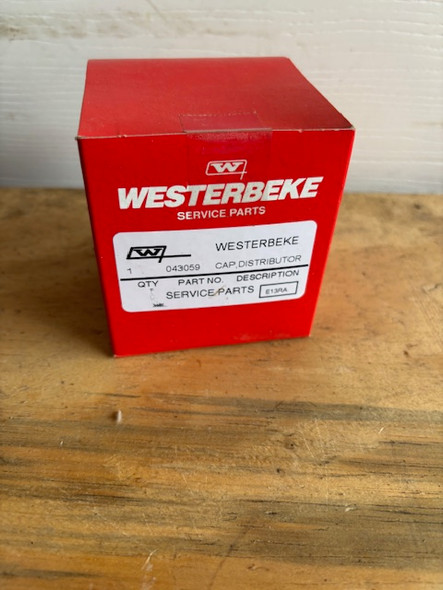 W
WESTERBEKE
SERVICE PARTS
W WESTERBEKE
1 043059 CAP,DISTRIBUTOR
QTY PART NO. DESCRIPTION
SERVICE PARTS E13RA